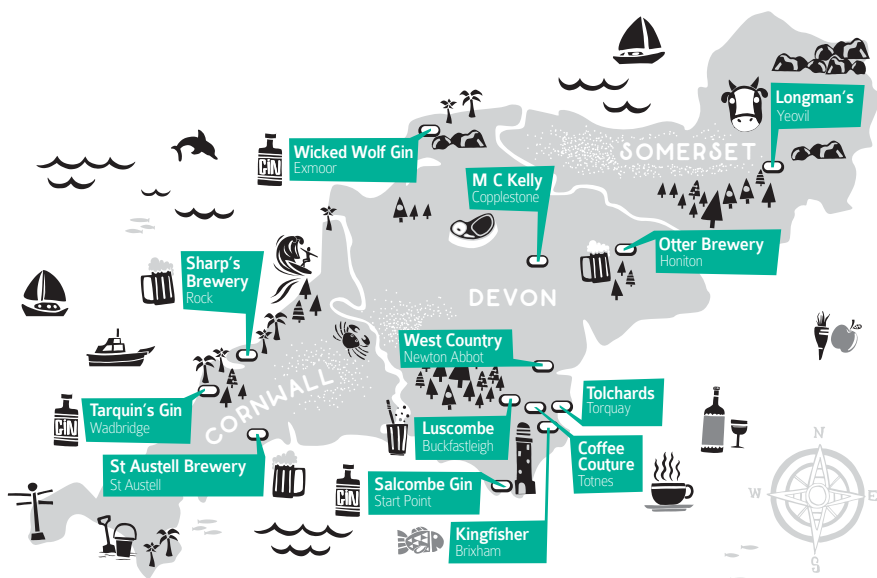 Longman's
Yeovil
SOMERSET
Wicked Wolf Gin
Exmoor
GIN
M C Kelly
Copplestone
Otter Brewery
Honiton
Sharp's
Brewery
Rock
DEVON
West Country
Newton Abbot
CORNWALL
Tarquin's Gin
Wadbridge
GIN
Tolchards
Torquay
Luscombe
Buckfastleigh
Coffee
Couture
Totnes
St Austell Brewery
St Austell
Salcombe Gin
Start Point
GIN
Kingfisher
Brixham
N
W
E
S